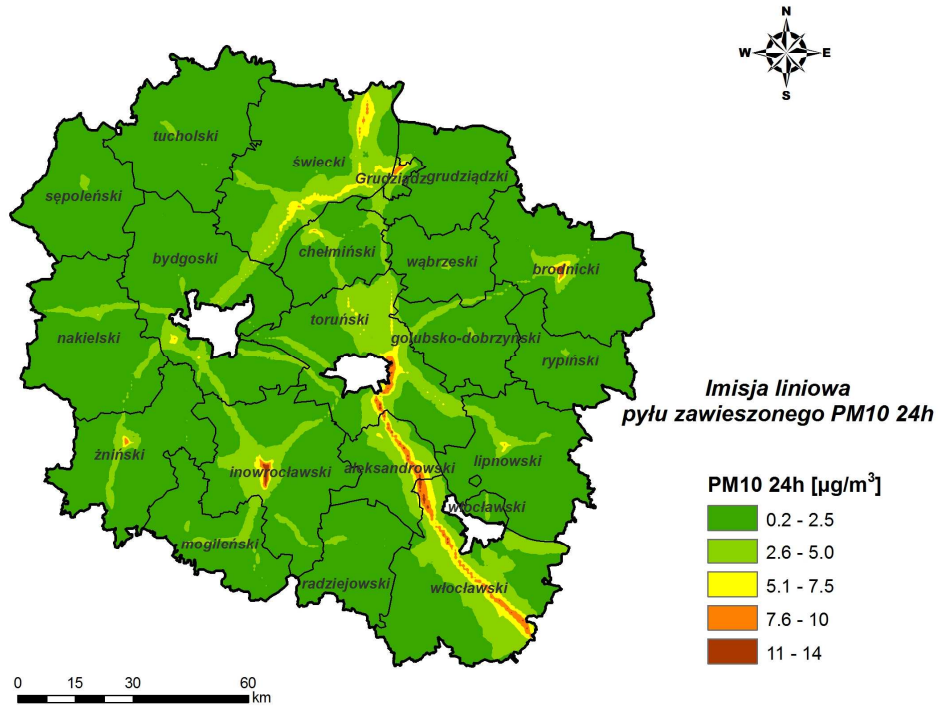 N
W E
S
tucholski
świecki
Grudziądz
grudziądzki
sępoleński
bydgoski
chełmiński
wąbrzeski
brodnicki
nakielski
toruński
golubsko-dobrzyński
rypiński
żniński
inowrocławski
aleksandrowski
lipnowski
włocławski
mogileński
radziejowski
włocławski
Imisja liniowa
pyłu zawieszonego PM10 24h
PM10 24h [µg/m³]
0.2 - 2.5
2.6 - 5.0
5.1 - 7.5
7.6 - 10
11 - 14
0 15 30 60
km